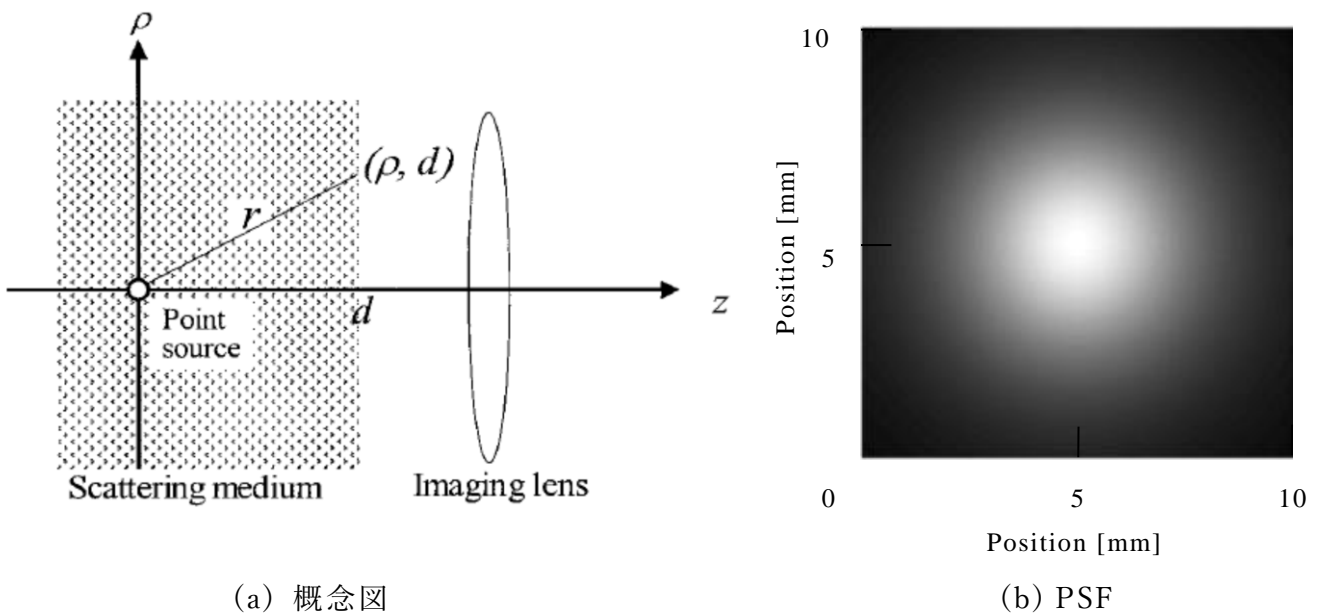 ρ
(ρ, d)
r
d
z
Point
source
Scattering medium
Imaging lens
(a) 概念図
10
5
0
5
10
Position [mm]
Position [mm]
(b) PSF